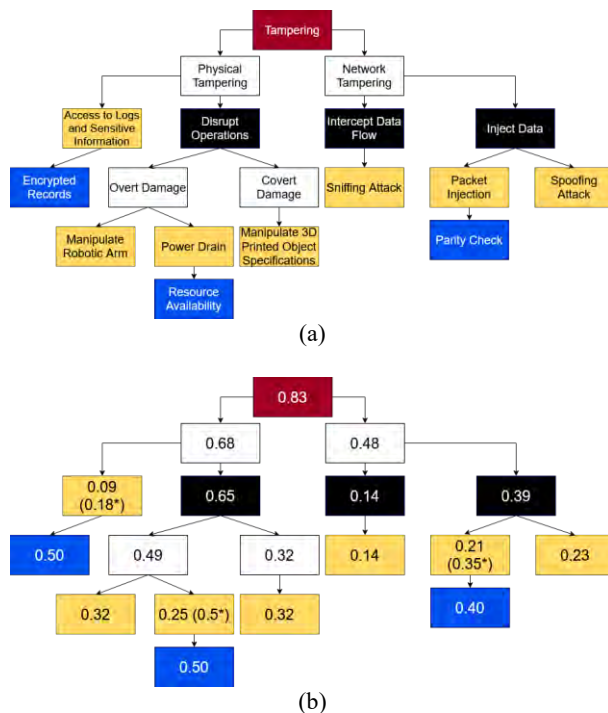 Tampering
Physical
Tampering
Network
Tampering
Access to Logs
and Sensitive
Information
Disrupt
Operations
Intercept Data
Flow
Inject Data
Encrypted
Records
Overt Damage
Covert
Damage
Sniffing Attack
Packet
Injection
Spoofing
Attack
Manipulate
Robotic Arm
Power Drain
Manipulate 3D
Printed Object
Specifications
Parity Check
Resource
Availability
(a)
0.83
0.68
0.48
0.09
(0.18*)
0.65
0.14
0.39
0.50
0.49
0.32
0.14
0.21
(0.35*)
0.23
0.32
0.25 (0.5*)
0.32
0.40
0.50
(b)